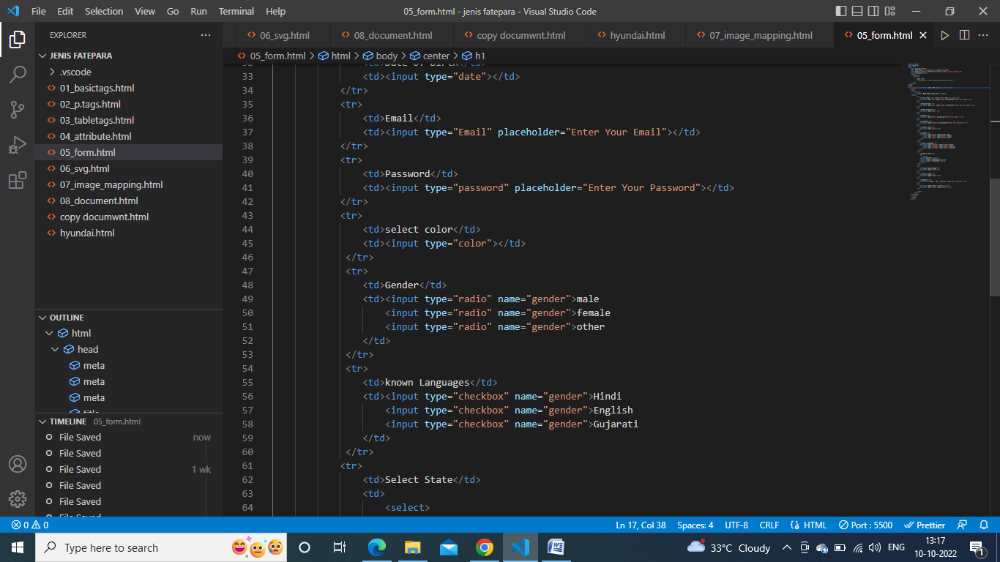 File Edit Selection View Go Run Terminal Help 05_form.html - jenis fatepara - Visual Studio Code
EXPLORER
06_svg.html 08_document.html copy documwnt.html hyundai.html 07_image_mapping.html 05_form.html
05_form.html > html > body > center > h1
JENIS FATEPARA
.vscode
01_basictags.html
02_p.tags.html
03_tabletags.html
04_attribute.html
05_form.html
06_svg.html
07_image_mapping.html
08_document.html
copy documwnt.html
hyundai.html
OUTLINE
html
head
meta
meta
meta
title
TIMELINE 05_form.html
File Saved now
File Saved
File Saved 1 wk
File Saved
File Saved
File Saved
32 <td>Date of Birth</td>
33 <td><input type="date"></td>
34 </tr>
35 <tr>
36 <td>Email</td>
37 <td><input type="Email" placeholder="Enter Your Email"></td>
38 </tr>
39 <tr>
40 <td>Password</td>
41 <td><input type="password" placeholder="Enter Your Password"></td>
42 </tr>
43 <tr>
44 <td>select color</td>
45 <td><input type="color"></td>
46 </tr>
47 <tr>
48 <td>Gender</td>
49 <td><input type="radio" name="gender">male
50 <input type="radio" name="gender">female
51 <input type="radio" name="gender">other
52 </td>
53 </tr>
54 <tr>
55 <td>known Languages</td>
56 <td><input type="checkbox" name="gender">Hindi
57 <input type="checkbox" name="gender">English
58 <input type="checkbox" name="gender">Gujarati
59 </td>
60 </tr>
61 <tr>
62 <td>Select State</td>
63 <td>
64 <select>
0 0 Ln 17, Col 38 Spaces: 4 UTF-8 CRLF HTML Port : 5500 Prettier
Type here to search 33°C Cloudy ENG 13:17
10-10-2022 1